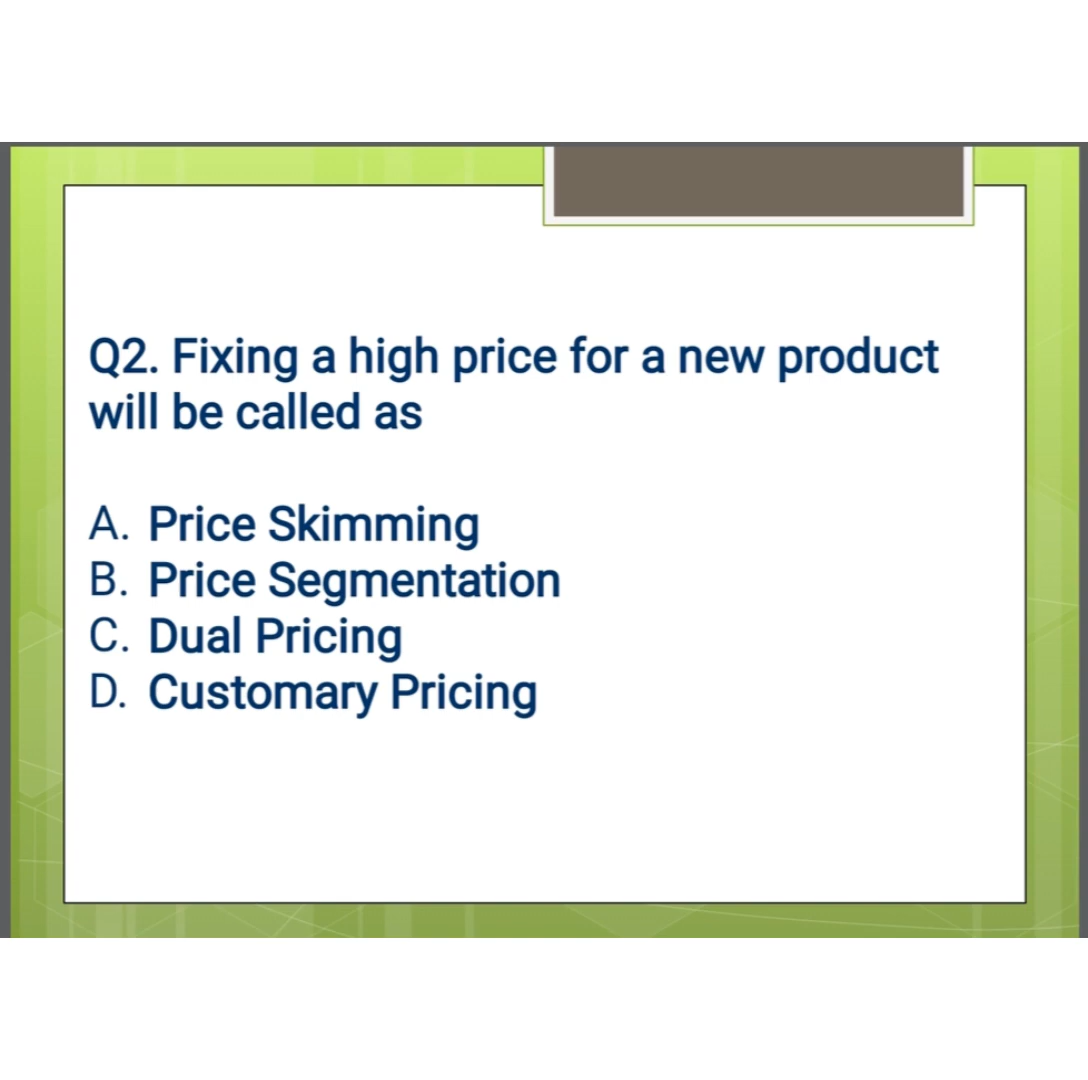 Q2. Fixing a high price for a new product
will be called as
A. Price Skimming
B. Price Segmentation
C. Dual Pricing
D. Customary Pricing